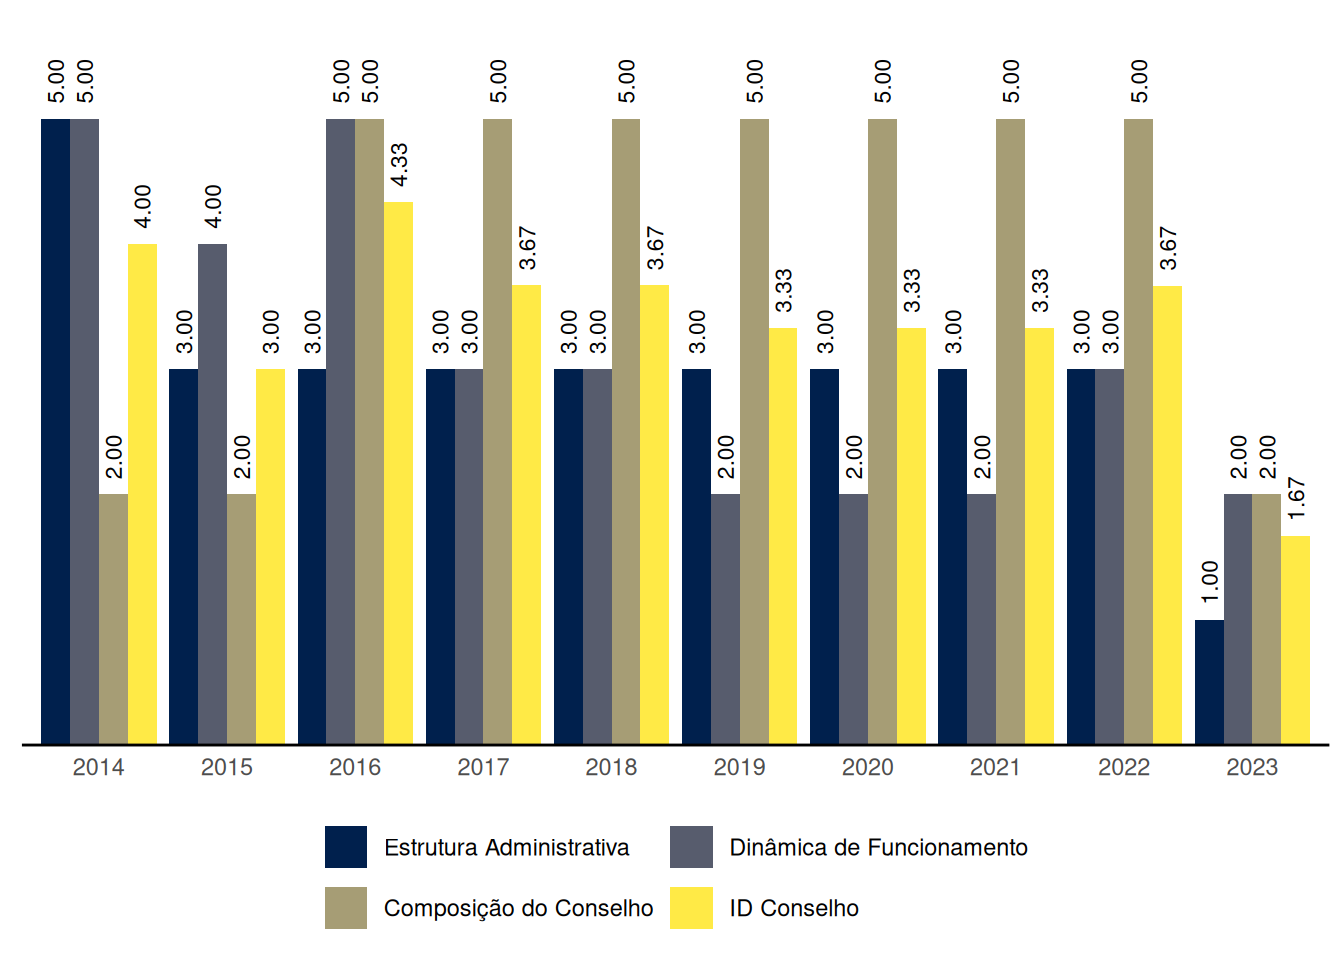 5.00 5.00 2.00 4.00 3.00 4.00 2.00 3.00 3.00 5.00 5.00 4.33 3.00 3.00 5.00 3.67 3.00 3.00 5.00 3.67 3.00 2.00 5.00 3.33 3.00 2.00 5.00 3.33 3.00 2.00 5.00 3.33 3.00 3.00 5.00 3.67 1.00 2.00 2.00 1.67
2014 2015 2016 2017 2018 2019 2020 2021 2022 2023
Estrutura Administrativa Dinâmica de Funcionamento
Composição do Conselho ID Conselho